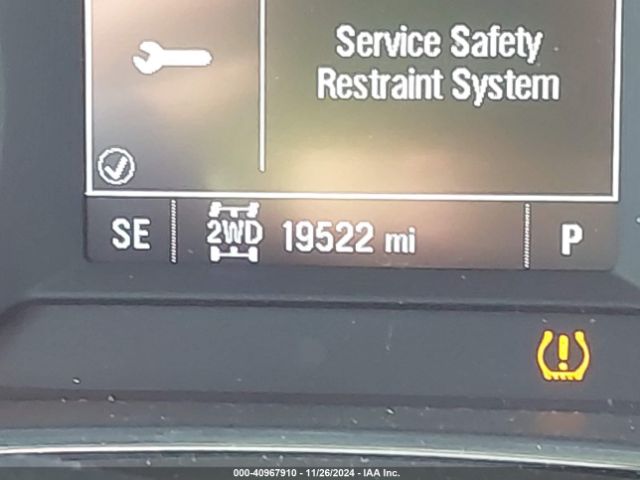 Service Safety
Restraint System
SE 2WD 19522 mi P
000-40967910 - 11/26/2024 - IAA Inc.